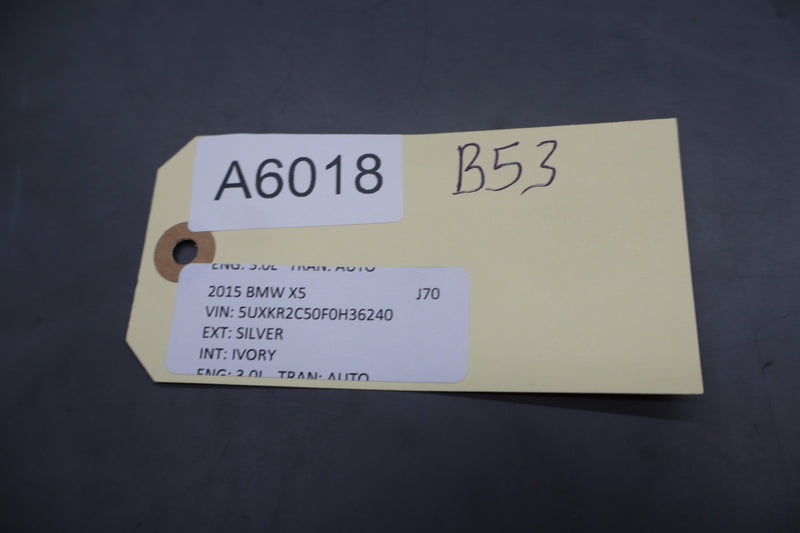 A6018
B53
ENG: 3.0L TRAN: AUTO
2015 BMW X5 J70
VIN: 5UXKR2C50F0H36240
EXT: SILVER
INT: IVORY
ENG: 3.0L TRAN: AUTO